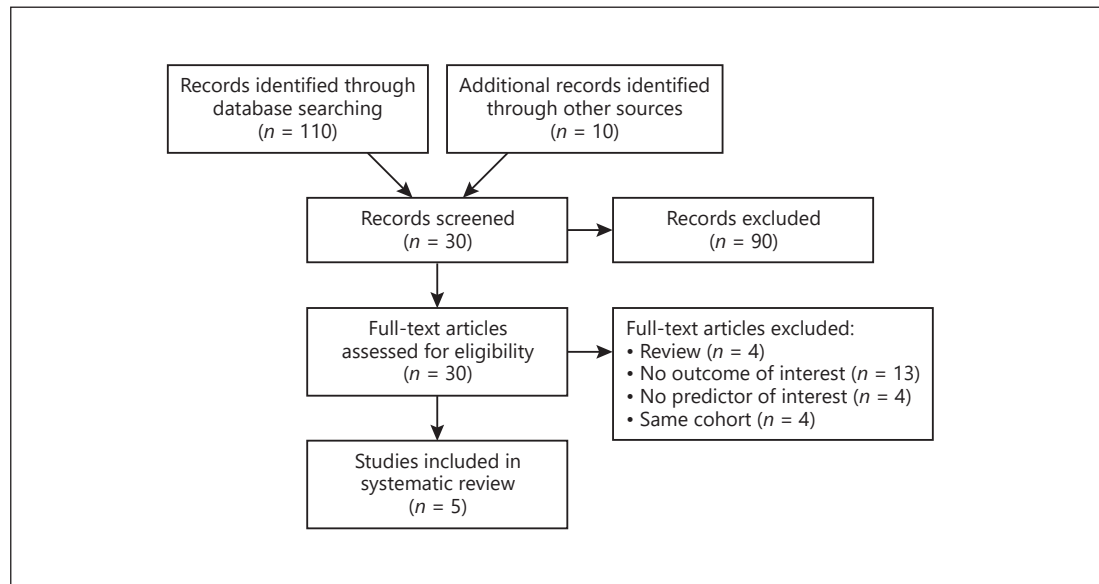 Records identified through
database searching
(n = 110)
Additional records identified
through other sources
(n = 10)
Records screened
(n = 30)
Records excluded
(n = 90)
Full-text articles
assessed for eligibility
(n = 30)
Full-text articles excluded:
• Review (n = 4)
• No outcome of interest (n = 13)
• No predictor of interest (n = 4)
• Same cohort (n = 4)
Studies included in
systematic review
(n = 5)